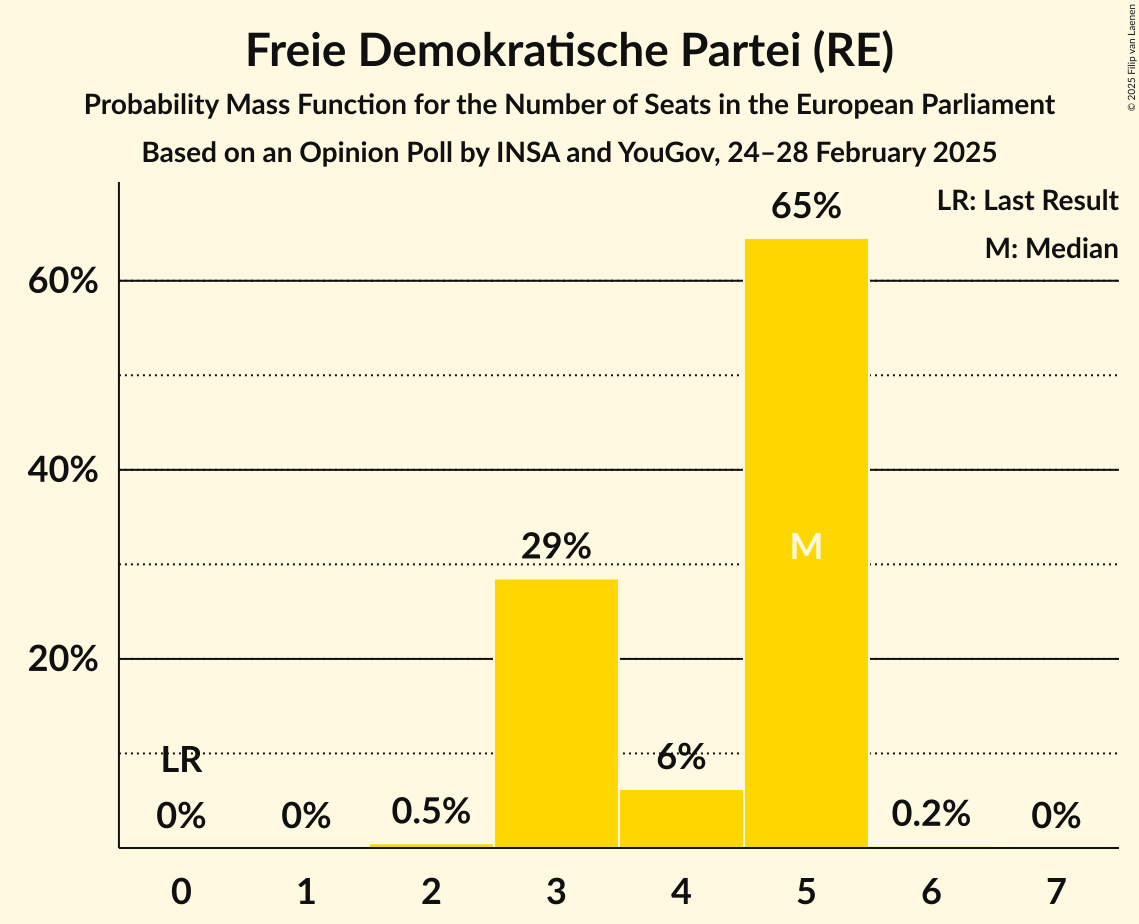 Freie Demokratische Partei (RE)
Probability Mass Function for the Number of Seats in the European Parliament
Based on an Opinion Poll by INSA and YouGov, 24–28 February 2025
© 2025 Filip van Laenen
LR: Last Result
M: Median
65%
60%
40%
29%
M
20%
LR
6%
0%
0%
0.5%
0.2%
0%
0
1
2
3
4
5
6
7